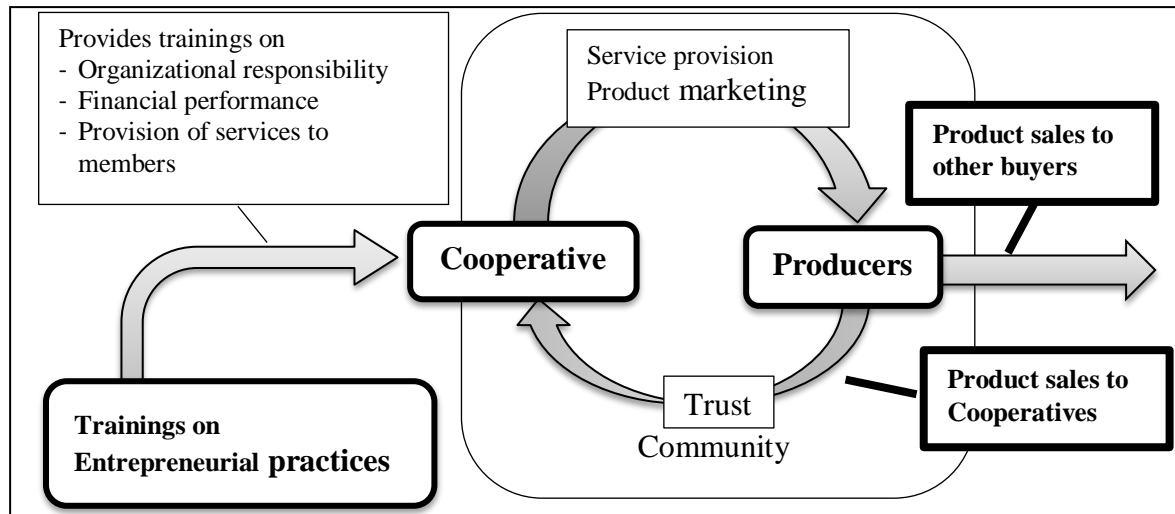 Provides trainings on
- Organizational responsibility
- Financial performance
- Provision of services to
members
Service provision
Product marketing
Product sales to
other buyers
Cooperative
Producers
Trust
Community
Product sales to
Cooperatives
Trainings on
Entrepreneurial practices